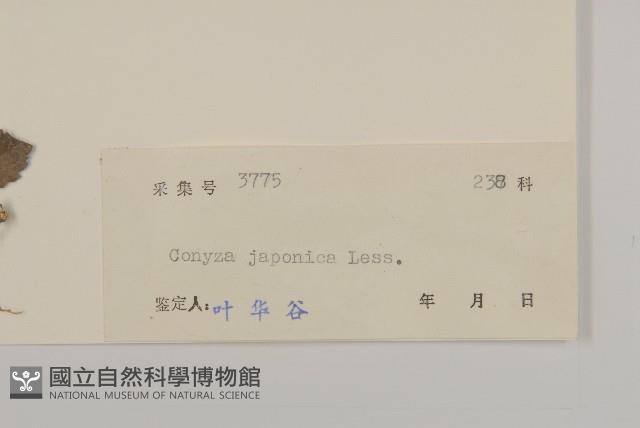 采集号 3775 238 科
Conyza japonica Less.
鉴定人: 叶华谷 年 月 日
國立自然科學博物館
NATIONAL MUSEUM OF NATURAL SCIENCE